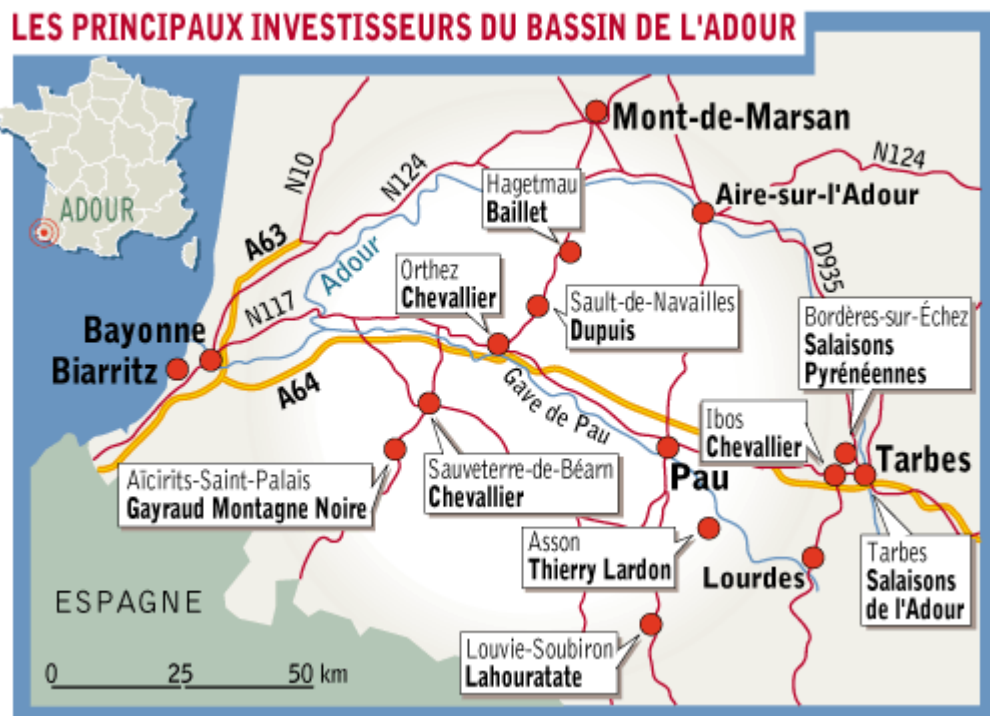 LES PRINCIPAUX INVESTISSEURS DU BASSIN DE L'ADOUR
ADOUR
Mont-de-Marsan
N10
N124
N124
Hagetmau
Baillet
Aire-sur-l'Adour
A63
Adour
D935
Orthez
Chevallier
Sault-de-Navailles
Dupuis
Bordères-sur-Échez
Salaisons
Pyrénéennes
N117
Bayonne
Biarritz
A64
Gave de Pau
Ibos
Chevallier
Tarbes
Pau
Aïcirits-Saint-Palais
Gayraud Montagne Noire
Sauveterre-de-Béarn
Chevallier
Asson
Thierry Lardon
Lourdes
Tarbes
Salaisons
de l'Adour
ESPAGNE
Louvie-Soubiron
Lahouratate
0 25 50 km